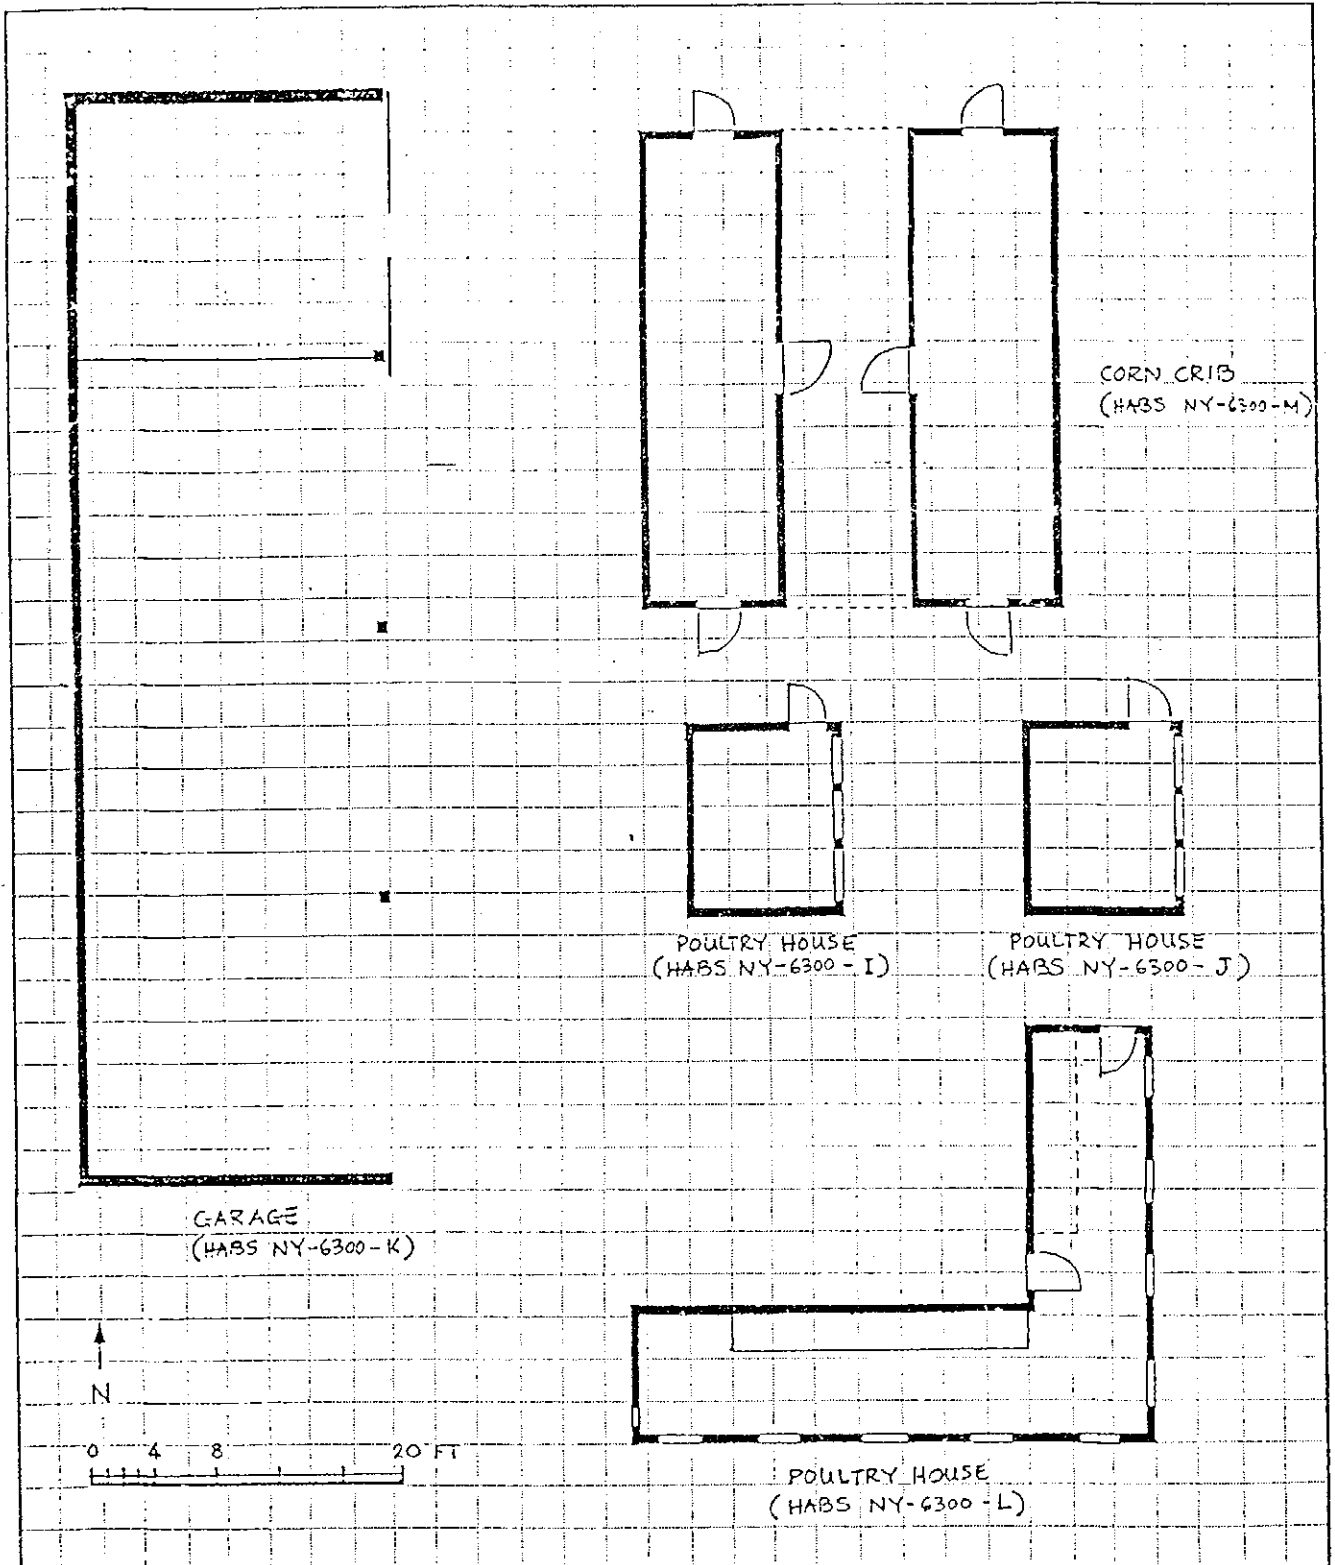 CORN CRIB
(HABS NY-6300-M)
POULTRY HOUSE
(HABS NY-6300-I)
POULTRY HOUSE
(HABS NY-6300-J)
GARAGE
(HABS NY-6300-K)
N
0 4 8 20 FT
POULTRY HOUSE
(HABS NY-6300-L)